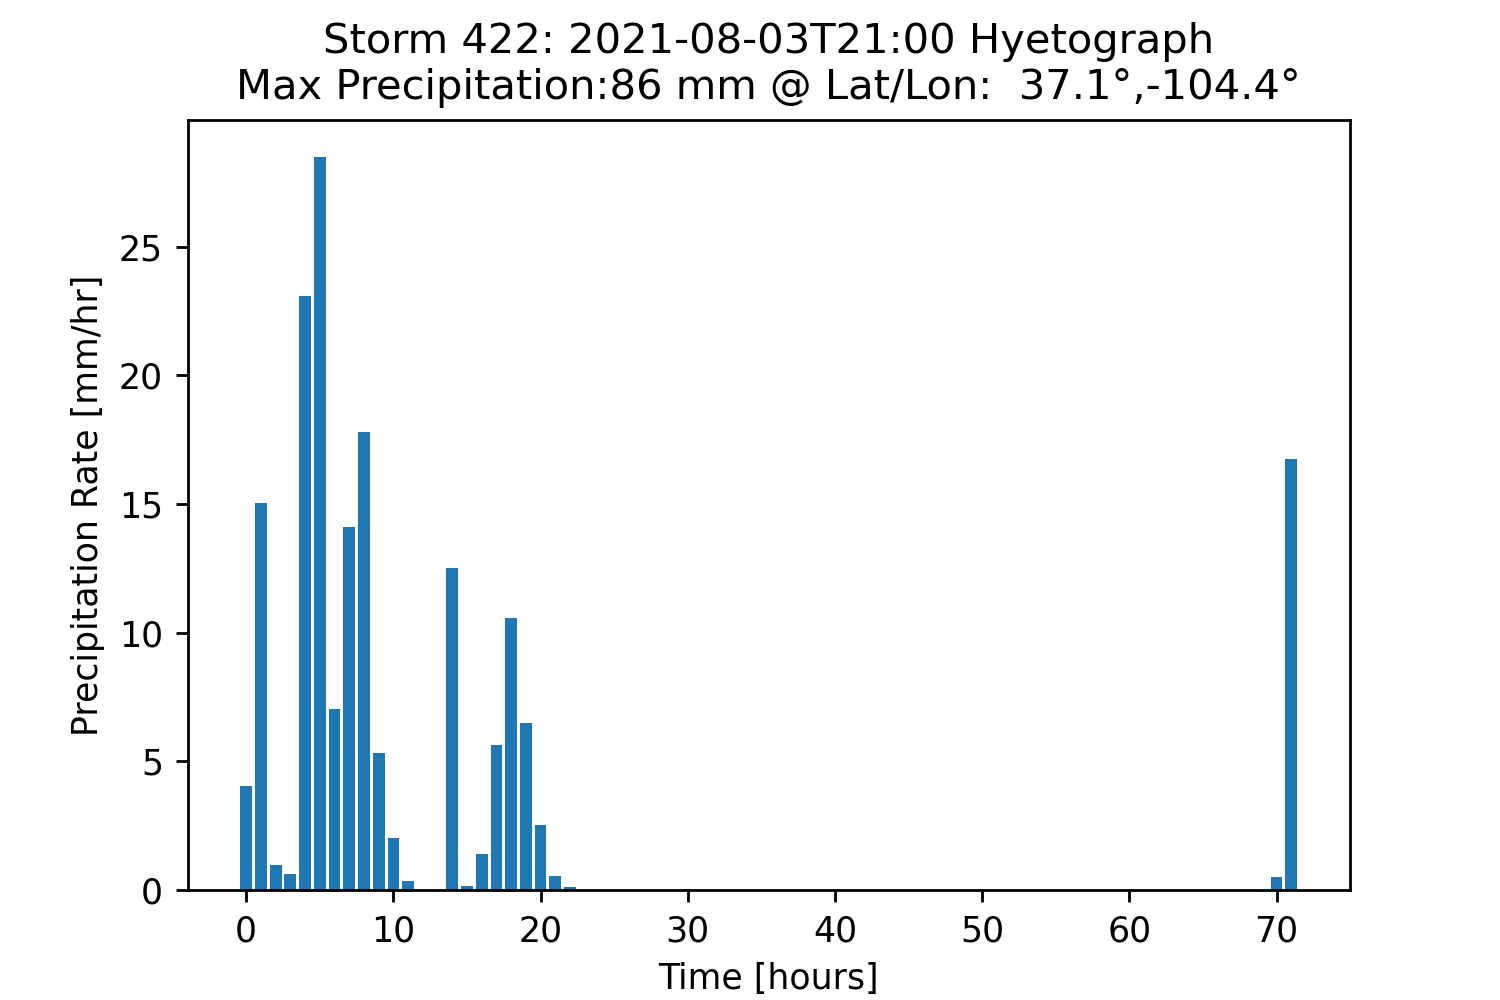 Storm 422: 2021-08-03T21:00 Hyetograph
Max Precipitation:86 mm @ Lat/Lon:  37.1°,-104.4°
Precipitation Rate [mm/hr]
25
20
15
10
5
0
0 10 20 30 40 50 60 70
Time [hours]